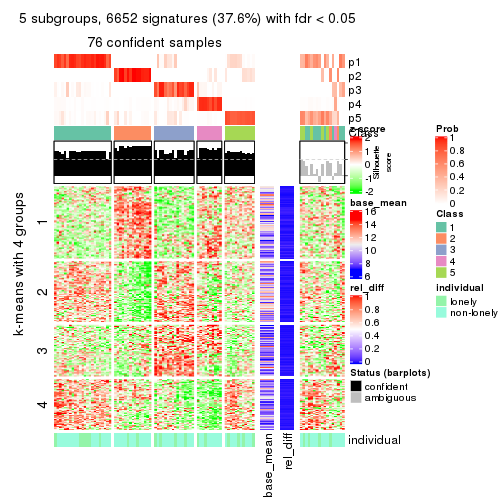 5 subgroups, 6652 signatures (37.6%) with fdr < 0.05
76 confident samples
p1
p2
p3
p4
p5
Class
Silhouette
score
1
2
3
4
k-means with 4 groups
individual
base_mean
rel_diff
z-score
2
1
0
-1
-2
base_mean
16
14
12
10
8
6
rel_diff
1
0.8
0.6
0.4
0.2
0
Status (barplots)
confident
ambiguous
Prob
1
0.8
0.6
0.4
0.2
0
Class
1
2
3
4
5
individual
lonely
non-lonely